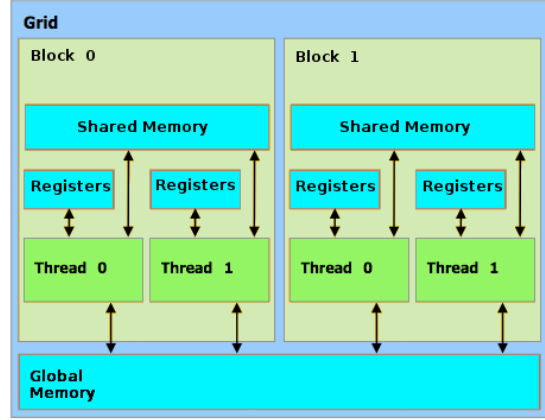 Grid
Block 0
Block 1
Shared Memory
Shared Memory
Registers
Registers
Registers
Registers
Thread 0
Thread 1
Thread 0
Thread 1
Global
Memory